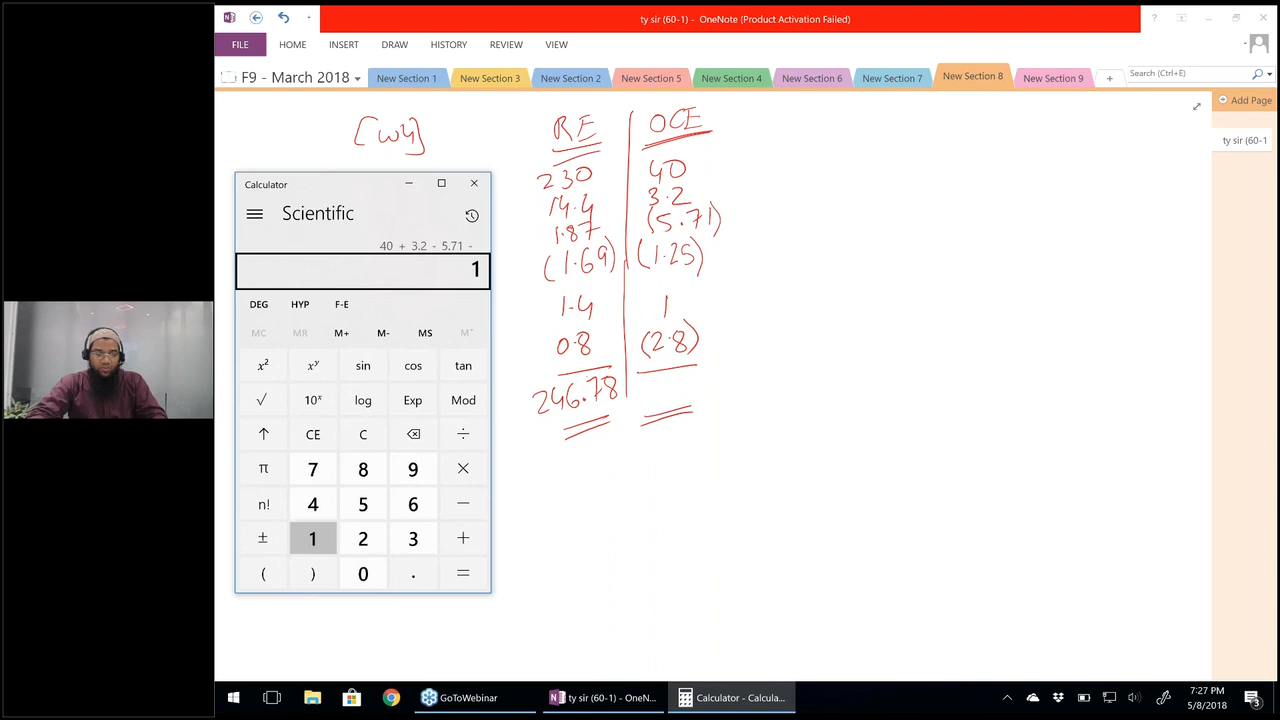 ty sir (60-1) - OneNote (Product Activation Failed)
?
FILE HOME INSERT DRAW HISTORY REVIEW VIEW
F9 - March 2018 New Section 1 New Section 3 New Section 2 New Section 5 New Section 4 New Section 6 New Section 7 New Section 8 New Section 9 + Search (Ctrl+E)
Add Page
ty sir (60-1
[W4]
RE OCE
230 40
14.4 3.2
1.87 (5.71)
(1.69) (1.25)
1.4 1
0.8 (2.8)
246.78
Calculator
Scientific
40 + 3.2 - 5.71 -
1
DEG HYP F-E
MC MR M+ M- MS M˅
x² xʸ sin cos tan
√ 10ˣ log Exp Mod
↑ CE C ⌫ ÷
π 7 8 9 ×
n! 4 5 6 −
± 1 2 3 +
( ) 0 . =
GoToWebinar ty sir (60-1) - OneN... Calculator - Calcula...
7:27 PM
5/8/2018
3